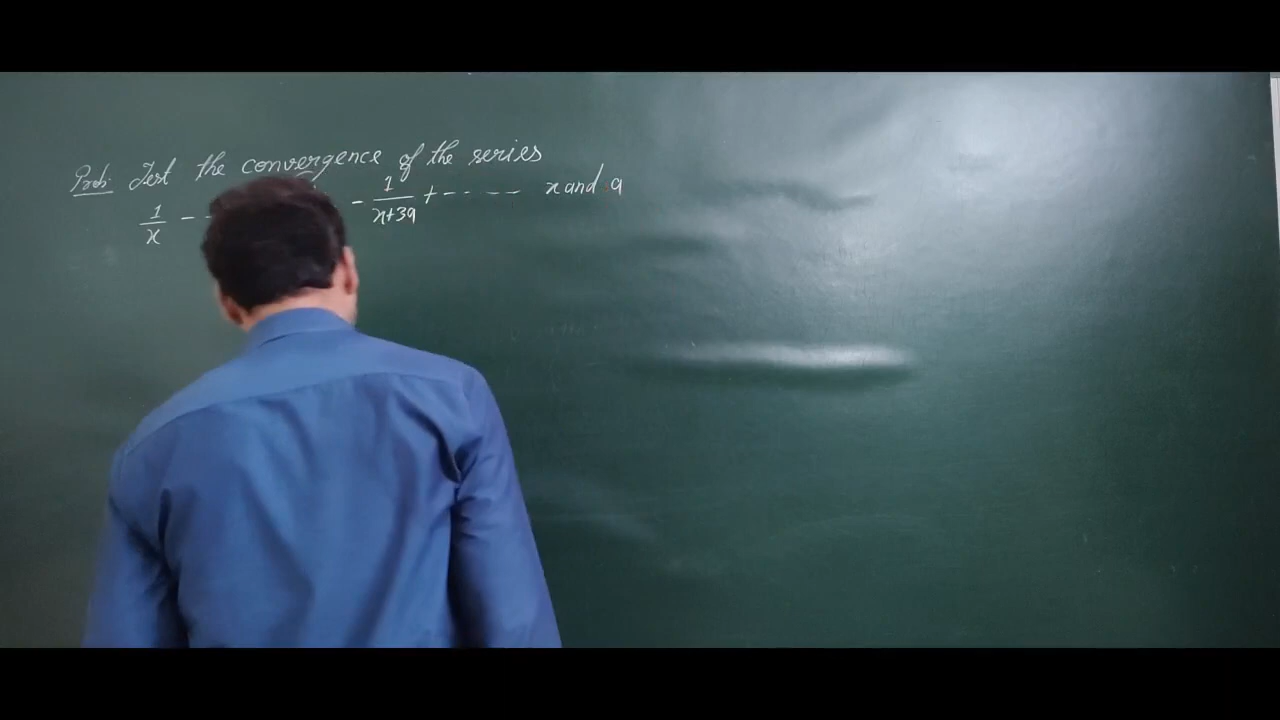 Prob: Test the convergence of the series
1/x - - 1/x+3a + - - - - - x and a